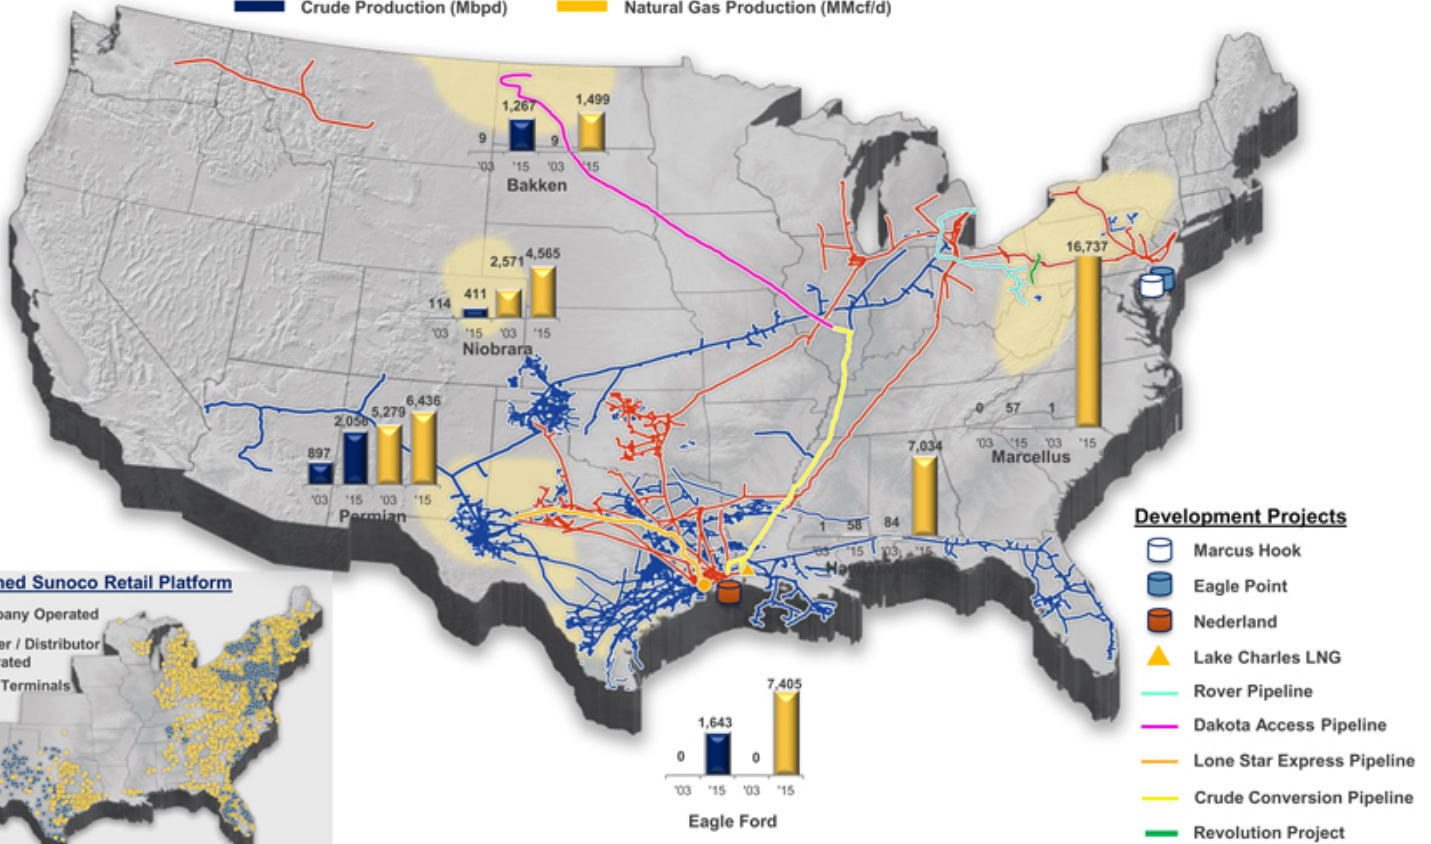 Crude Production (Mbpd) Natural Gas Production (MMcf/d)
1,267 1,499
9 9
'03 '15 '03 '15
Bakken
16,737
2,571 4,565
114 411
'03 '15 '03 '15
Niobrara
897 2,056 5,279 6,436
'03 '15 '03 '15
Permian
0 57 1
'03 '15 '03 '15
Marcellus
7,034
1 58 84
'03 '15 '03 '15
7,405
1,643
0 0
'03 '15 '03 '15
Eagle Ford
Development Projects
Marcus Hook
Eagle Point
Nederland
Lake Charles LNG
Rover Pipeline
Dakota Access Pipeline
Lone Star Express Pipeline
Crude Conversion Pipeline
Revolution Project
ned Sunoco Retail Platform
pany Operated
er / Distributor
rated
Terminals